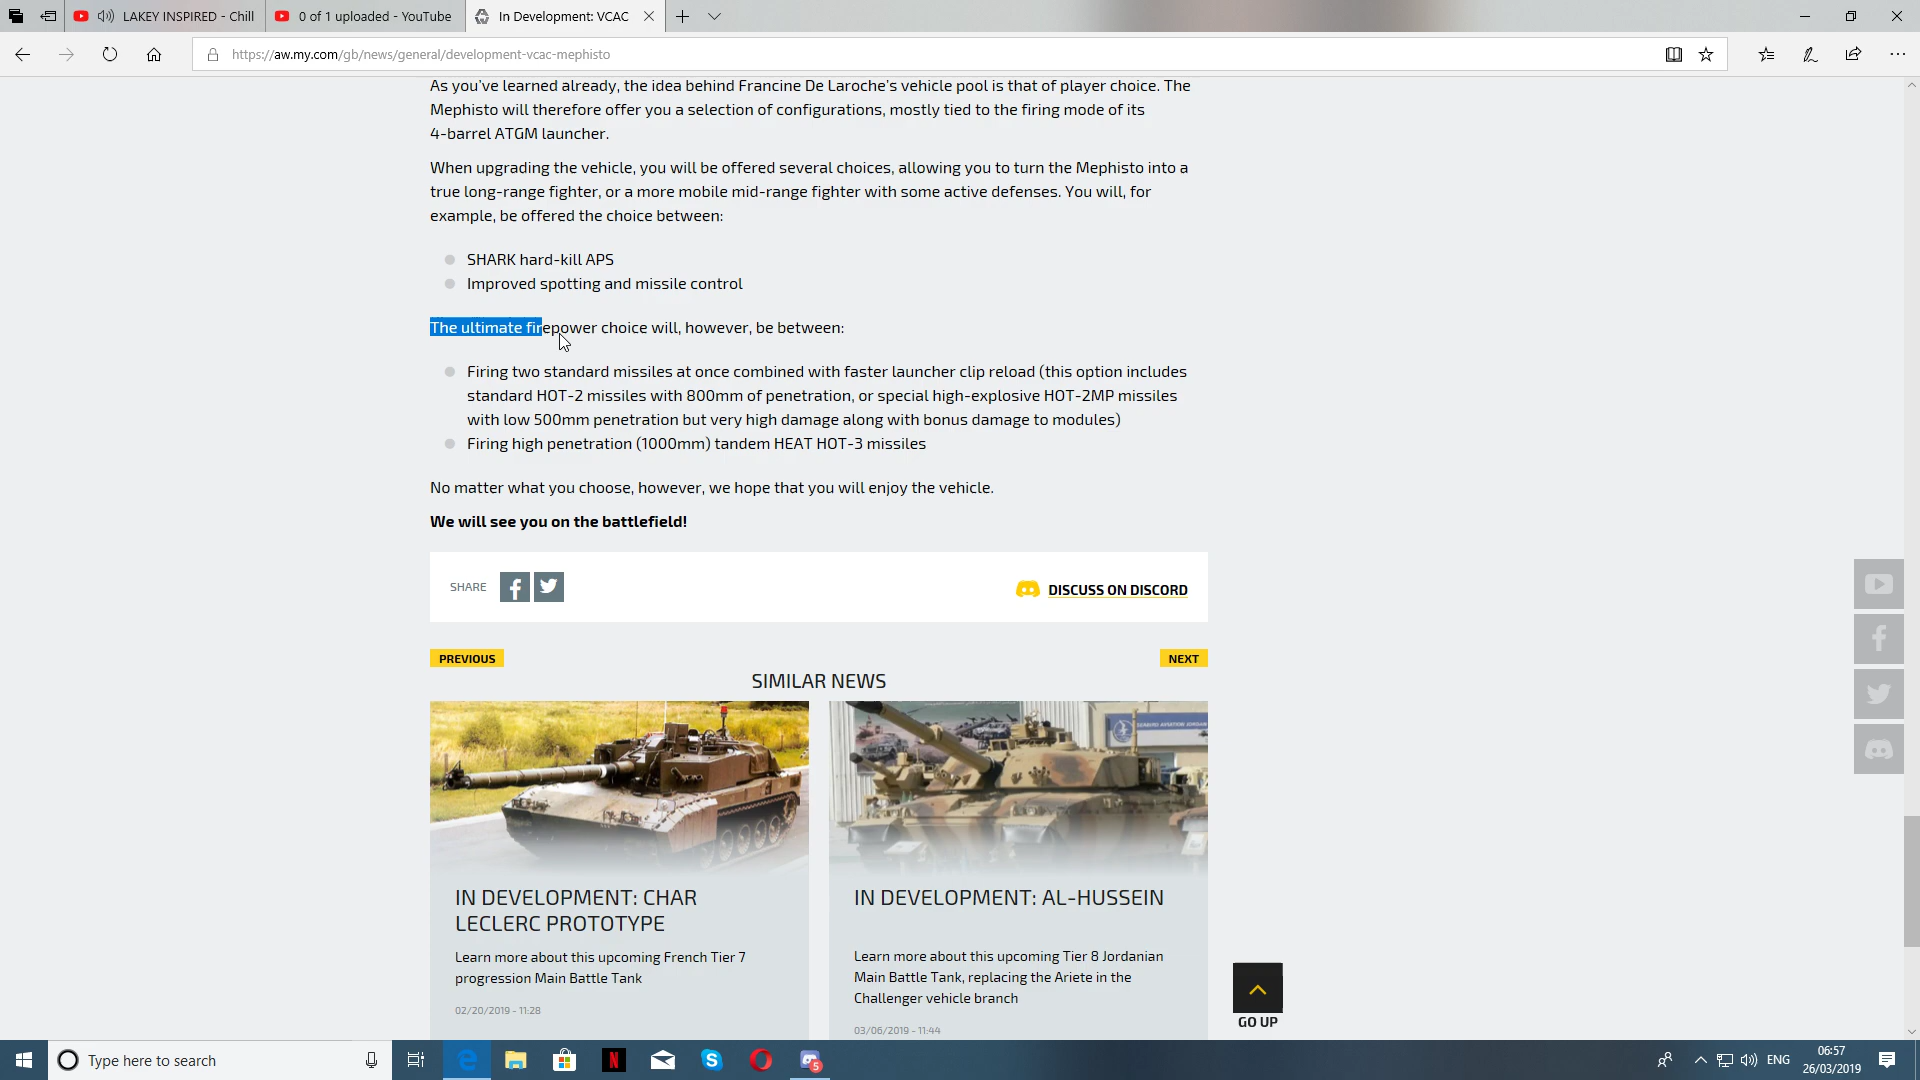 LAKEY INSPIRED - Chill
0 of 1 uploaded - YouTube
In Development: VCAC
https://aw.my.com/gb/news/general/development-vcac-mephisto
As you've learned already, the idea behind Francine De Laroche's vehicle pool is that of player choice. The
Mephisto will therefore offer you a selection of configurations, mostly tied to the firing mode of its
4-barrel ATGM launcher.
When upgrading the vehicle, you will be offered several choices, allowing you to turn the Mephisto into a
true long-range fighter, or a more mobile mid-range fighter with some active defenses. You will, for
example, be offered the choice between:
SHARK hard-kill APS
Improved spotting and missile control
The ultimate firepower choice will, however, be between:
Firing two standard missiles at once combined with faster launcher clip reload (this option includes
standard HOT-2 missiles with 800mm of penetration, or special high-explosive HOT-2MP missiles
with low 500mm penetration but very high damage along with bonus damage to modules)
Firing high penetration (1000mm) tandem HEAT HOT-3 missiles
No matter what you choose, however, we hope that you will enjoy the vehicle.
We will see you on the battlefield!
SHARE
DISCUSS ON DISCORD
PREVIOUS
NEXT
SIMILAR NEWS
IN DEVELOPMENT: CHAR
LECLERC PROTOTYPE
Learn more about this upcoming French Tier 7
progression Main Battle Tank
02/20/2019 - 11:28
IN DEVELOPMENT: AL-HUSSEIN
Learn more about this upcoming Tier 8 Jordanian
Main Battle Tank, replacing the Ariete in the
Challenger vehicle branch
03/06/2019 - 11:44
GO UP
Type here to search
5
ENG
06:57
26/03/2019